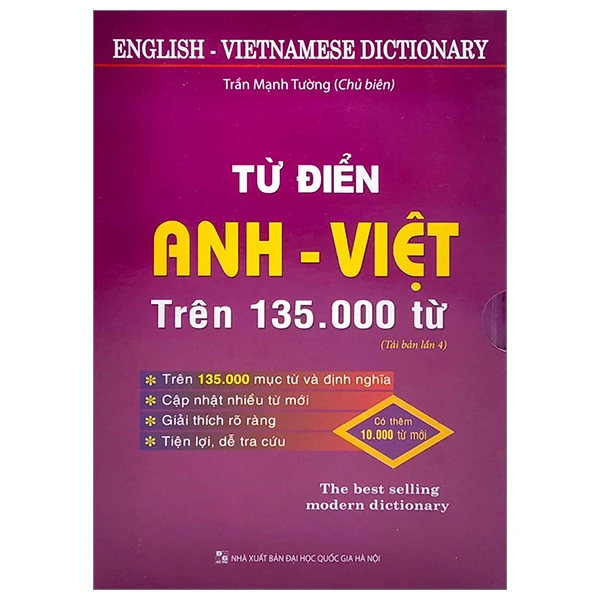 ENGLISH - VIETNAMESE DICTIONARY
Trần Mạnh Tường (Chủ biên)
TỪ ĐIỂN
ANH - VIỆT
Trên 135.000 từ
(Tái bản lần 4)
Trên 135.000 mục từ và định nghĩa
Cập nhật nhiều từ mới
Giải thích rõ ràng
Tiện lợi, dễ tra cứu
Có thêm
10.000 từ mới
The best selling
modern dictionary
NHÀ XUẤT BẢN ĐẠI HỌC QUỐC GIA HÀ NỘI